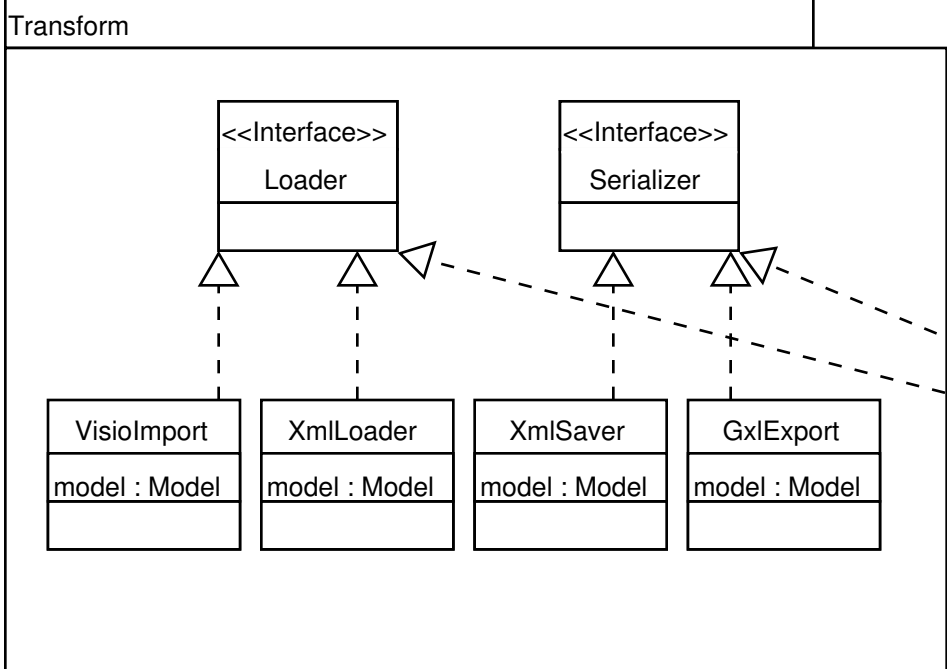 Transform
<<Interface>>
Loader
<<Interface>>
Serializer
VisioImport
model : Model
XmlLoader
model : Model
XmlSaver
model : Model
GxlExport
model : Model